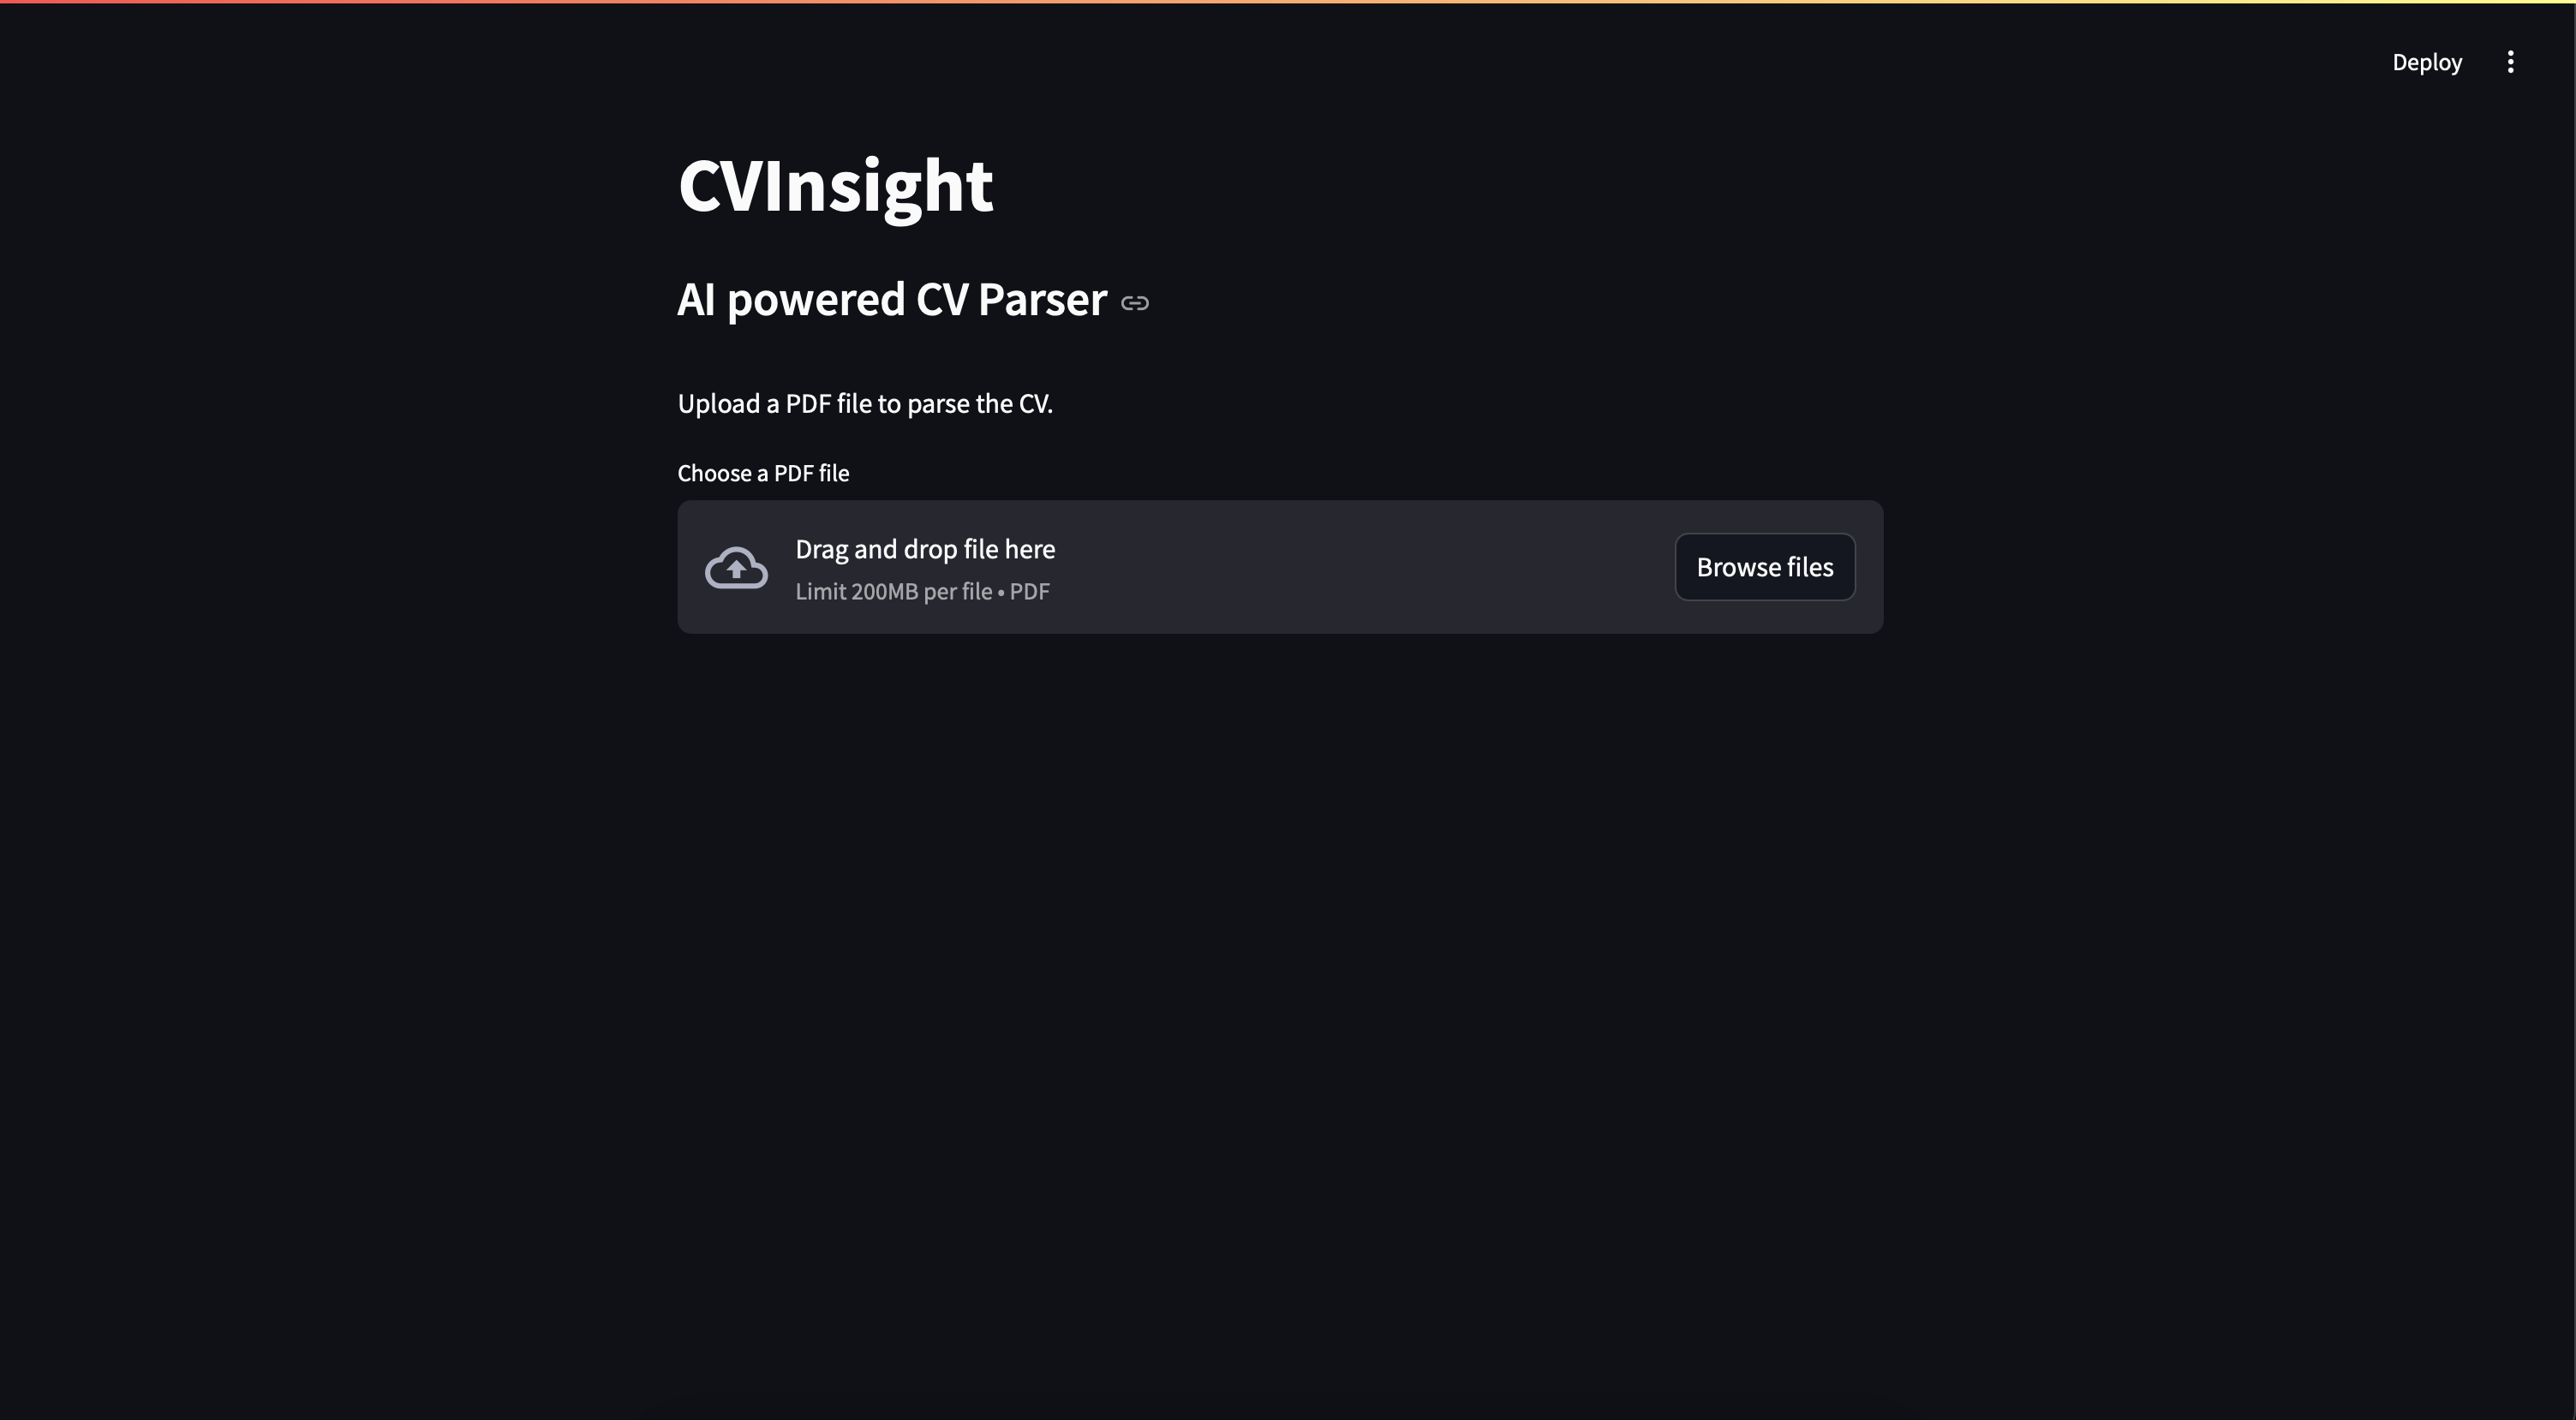 Deploy
CVInsight
AI powered CV Parser
Upload a PDF file to parse the CV.
Choose a PDF file
Drag and drop file here
Limit 200MB per file • PDF
Browse files